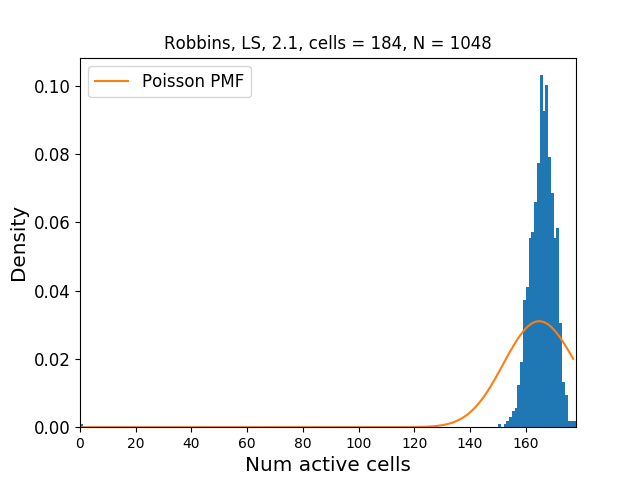 Robbins, LS, 2.1, cells = 184, N = 1048
Poisson PMF
0.10
0.08
0.06
0.04
0.02
0.00
Density
0 20 40 60 80 100 120 140 160
Num active cells